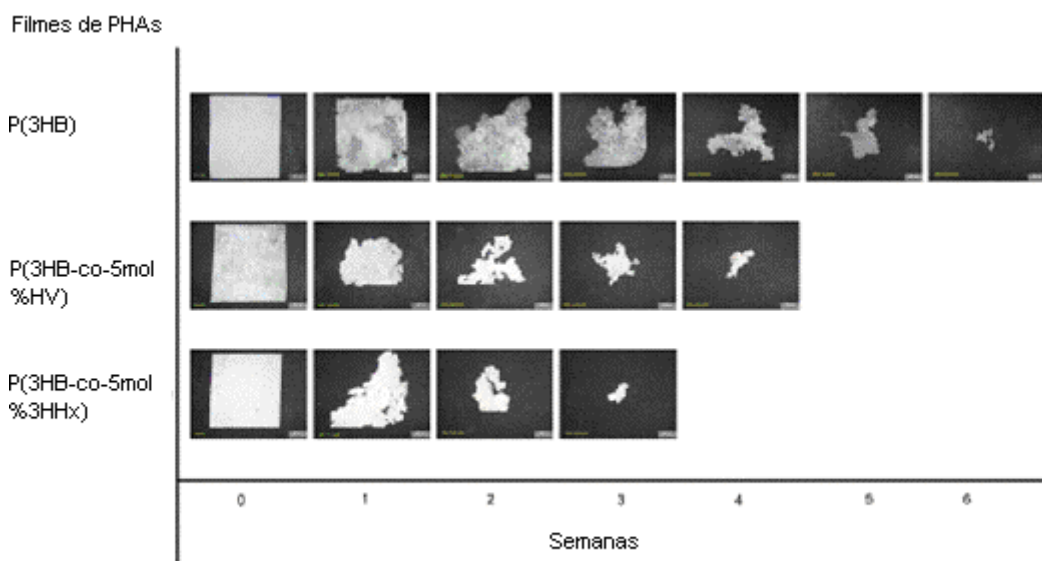 Filmes de PHAs
P(3HB)
P(3HB-co-5mol
%HV)
P(3HB-co-5mol
%3HHx)
0 1 2 3 4 5 6
Semanas